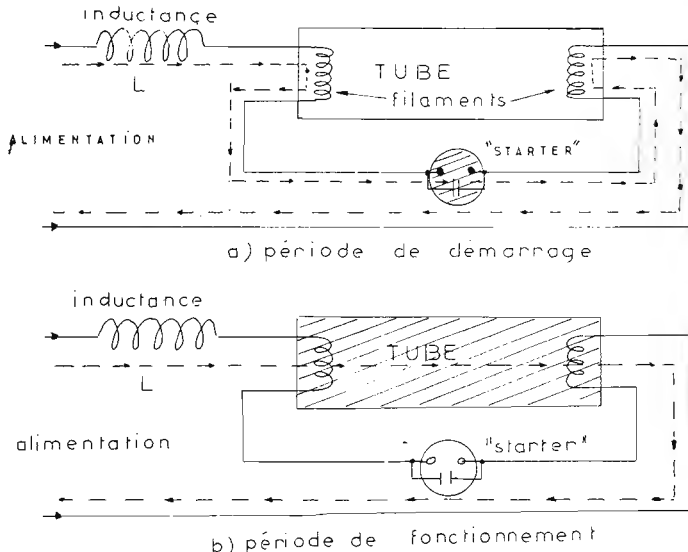 inductance
L
TUBE
filaments
ALIMENTATION
"STARTER"
a) période de démarrage
inductance
L
TUBE
alimentation
"starter"
b) période de fonctionnement